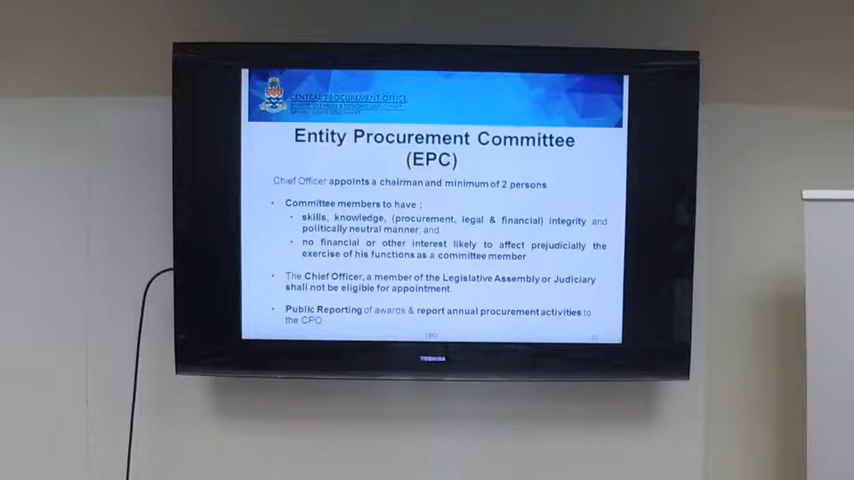 CENTRAL PROCUREMENT OFFICE
Entity Procurement Committee
(EPC)
Chief Officer appoints a chairman and minimum of 2 persons
• Committee members to have :
• skills, knowledge, (procurement, legal & financial) integrity and
politically neutral manner; and
• no financial or other interest likely to affect prejudicially the
exercise of his functions as a committee member
• The Chief Officer, a member of the Legislative Assembly or Judiciary
shall not be eligible for appointment.
• Public Reporting of awards & report annual procurement activities to
the CPO
CPO
TOSHIBA